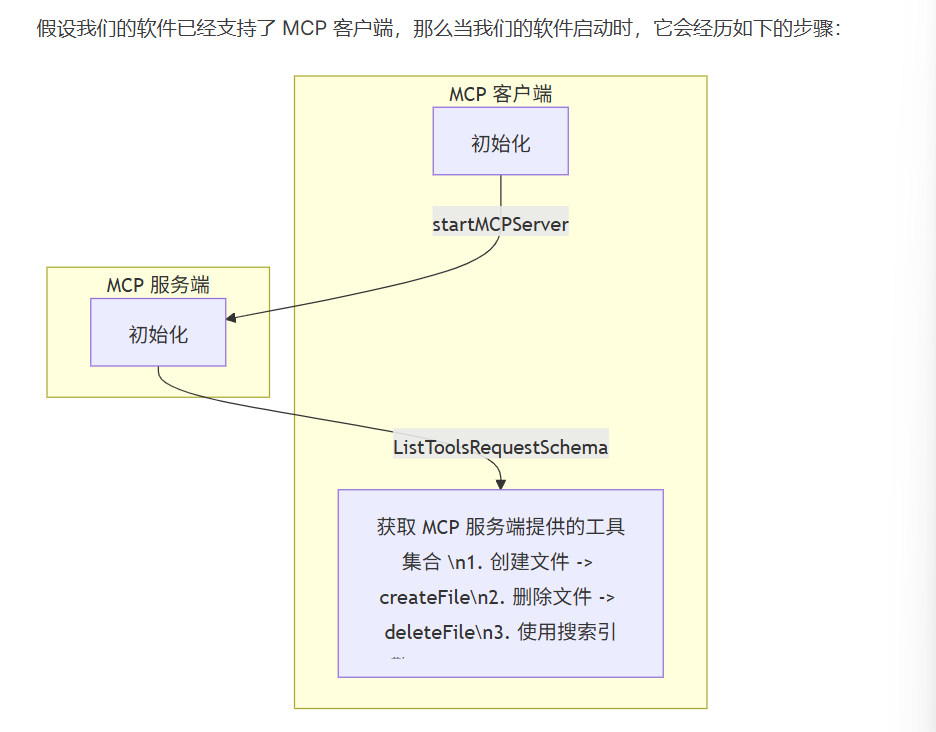 假设我们的软件已经支持了 MCP 客户端，那么当我们的软件启动时，它会经历如下的步骤：
MCP 客户端
初始化
startMCPServer
MCP 服务端
初始化
ListToolsRequestSchema
获取 MCP 服务端提供的工具
集合 \n1. 创建文件 ->
createFile\n2. 删除文件 ->
deleteFile\n3. 使用搜索引